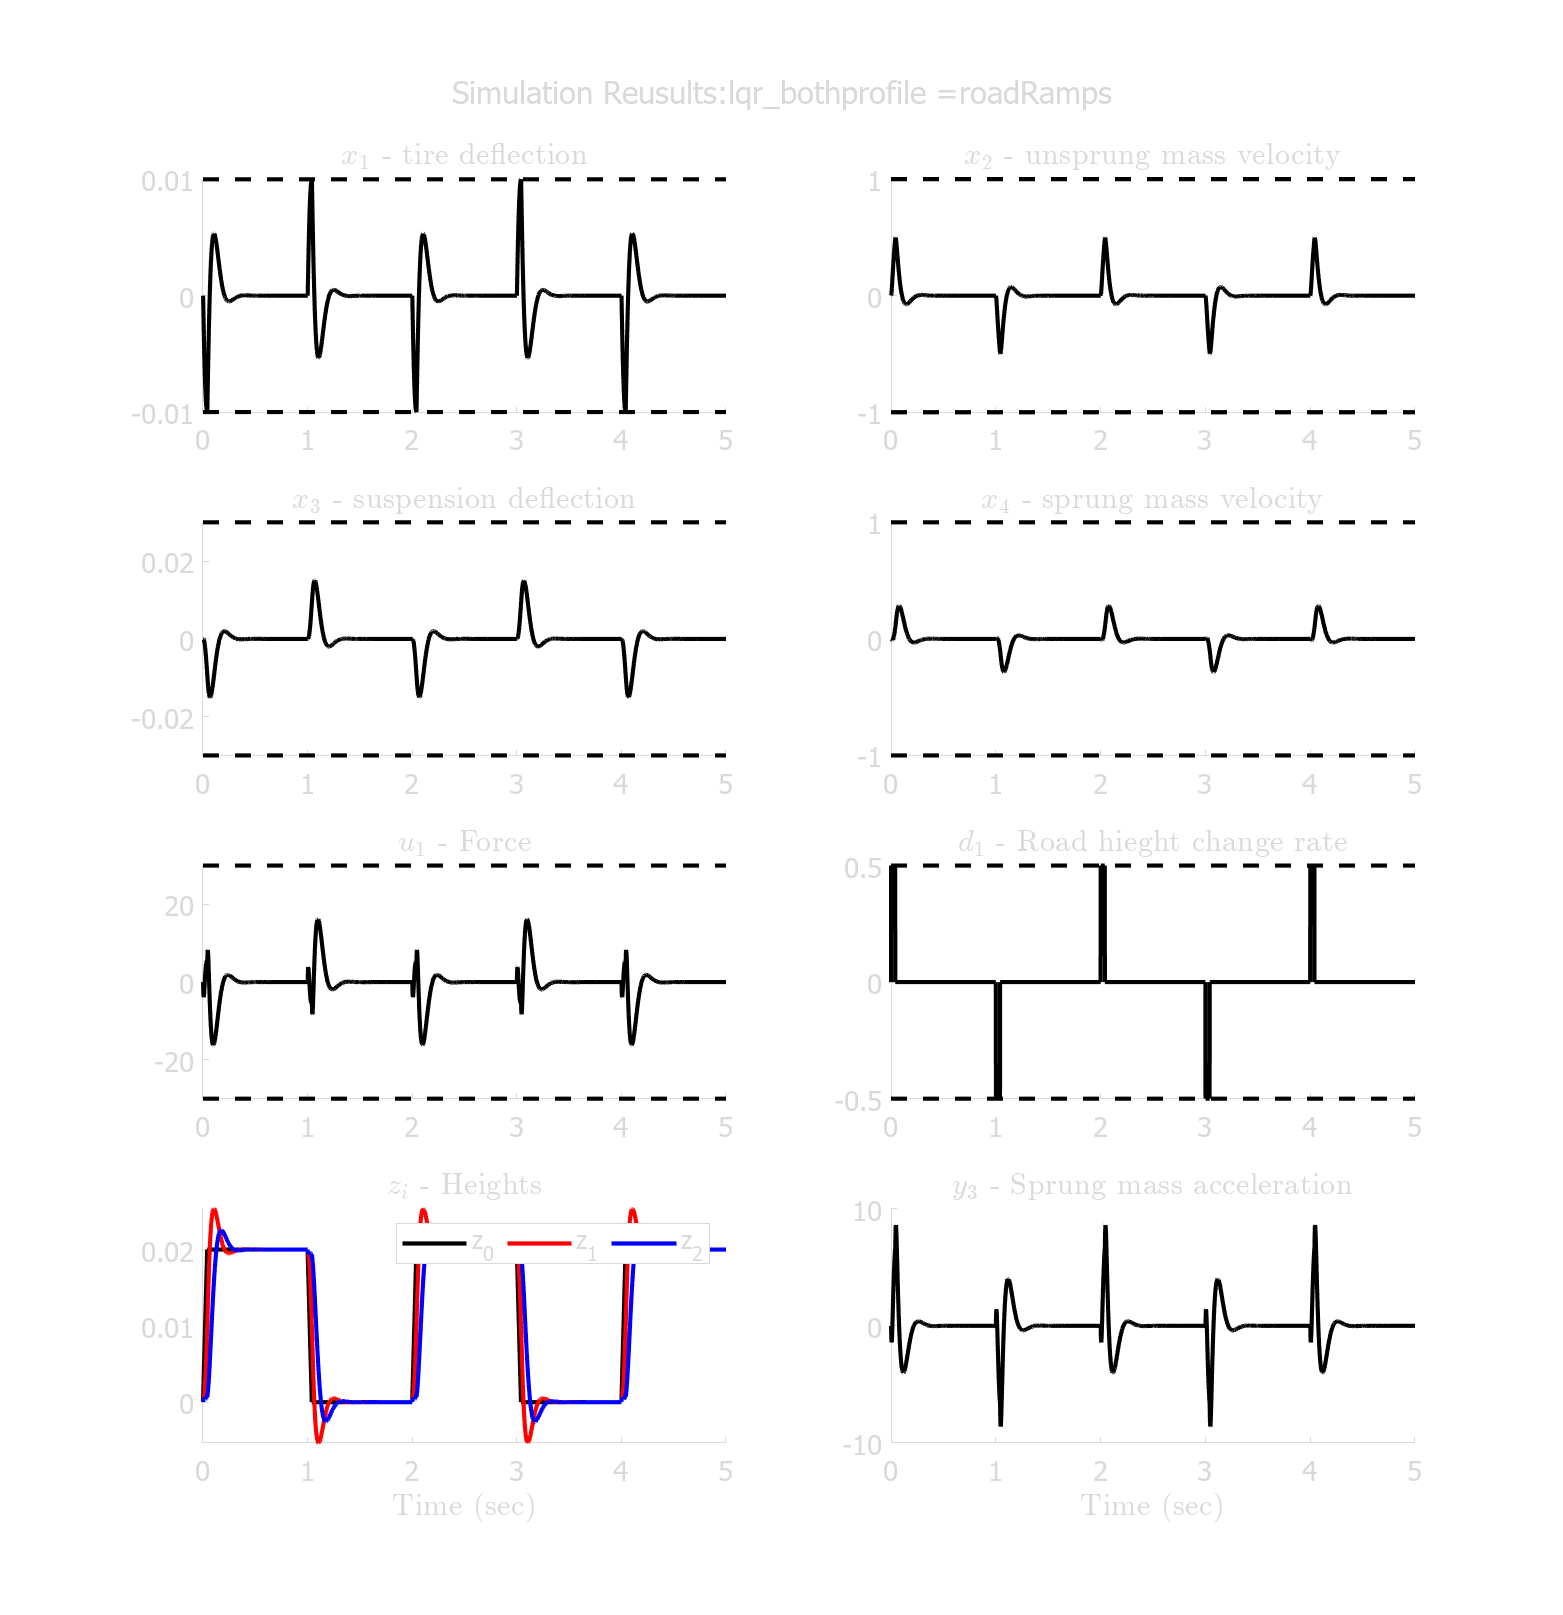 Simulation Reusults:lqr_bothprofile =roadRamps
x₁ - tire deflection
0.01
0
-0.01
0 1 2 3 4 5
x₂ - unsprung mass velocity
1
0
-1
0 1 2 3 4 5
x₃ - suspension deflection
0.02
0
-0.02
0 1 2 3 4 5
x₄ - sprung mass velocity
1
0
-1
0 1 2 3 4 5
u₁ - Force
20
0
-20
0 1 2 3 4 5
d₁ - Road hieght change rate
0.5
0
-0.5
0 1 2 3 4 5
zᵢ - Heights
z₀ z₁ z₂
0.02
0.01
0
0 1 2 3 4 5
Time (sec)
y₃ - Sprung mass acceleration
10
0
-10
0 1 2 3 4 5
Time (sec)